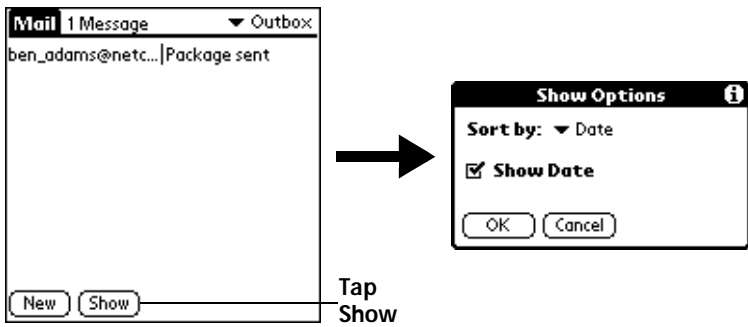 Mail 1 Message ▼ Outbox
ben_adams@netc...|Package sent
New Show
Tap
Show
Show Options i
Sort by: ▼ Date
Show Date
OK Cancel